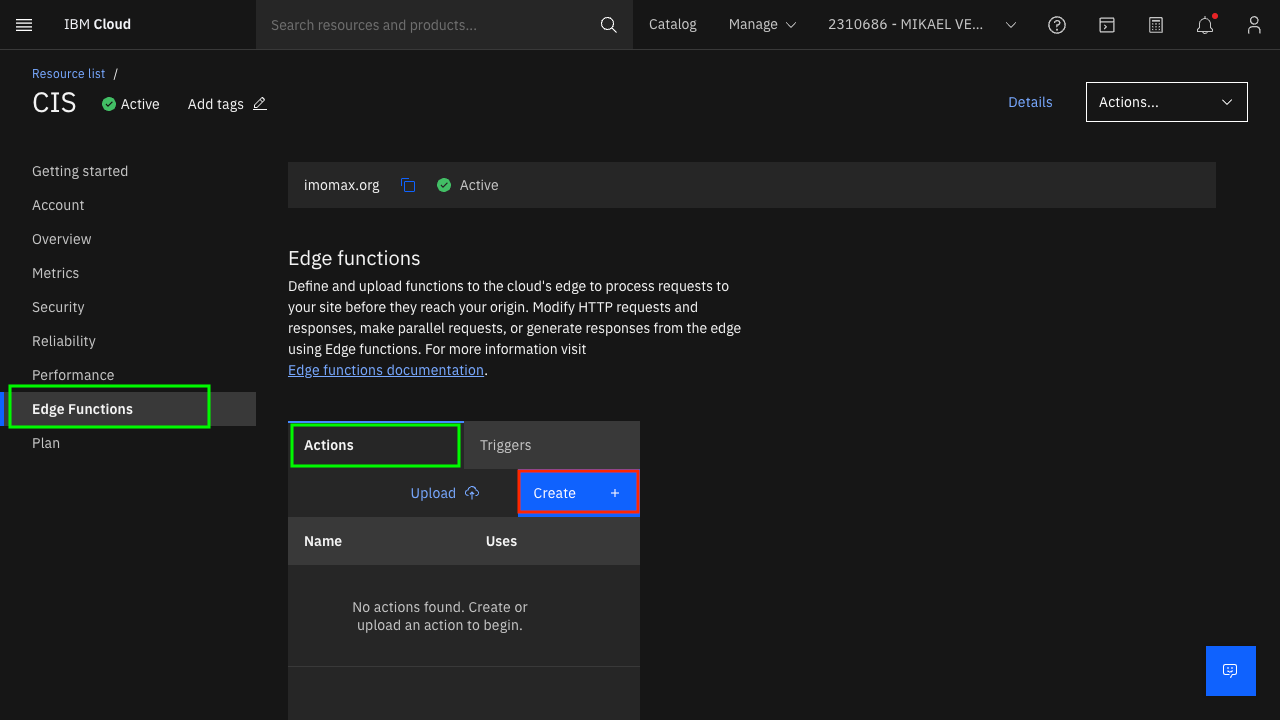 IBM Cloud
Search resources and products...
Catalog
Manage
2310686 - MIKAEL VE...
Resource list /
CIS
Active
Add tags
Details
Actions...
Getting started
Account
Overview
Metrics
Security
Reliability
Performance
Edge Functions
Plan
imomax.org
Active
Edge functions
Define and upload functions to the cloud's edge to process requests to
your site before they reach your origin. Modify HTTP requests and
responses, make parallel requests, or generate responses from the edge
using Edge functions. For more information visit
Edge functions documentation.
Actions
Triggers
Upload
Create +
Name
Uses
No actions found. Create or
upload an action to begin.